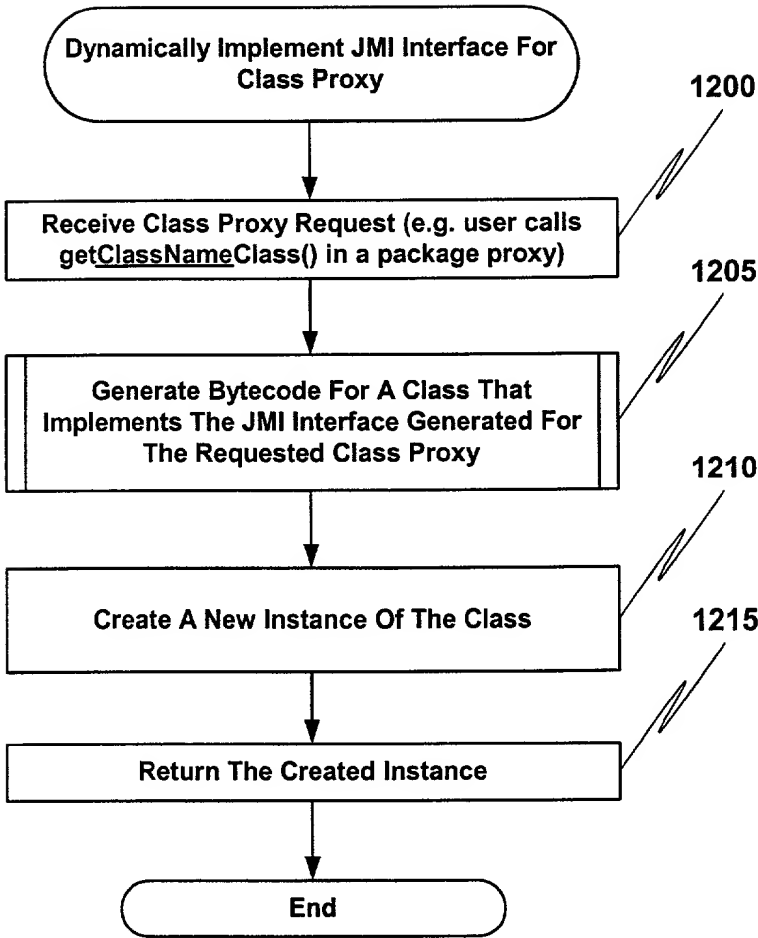 Dynamically Implement JMI Interface For
Class Proxy
1200
Receive Class Proxy Request (e.g. user calls
getClassNameClass() in a package proxy)
1205
Generate Bytecode For A Class That
Implements The JMI Interface Generated For
The Requested Class Proxy
1210
Create A New Instance Of The Class
1215
Return The Created Instance
End